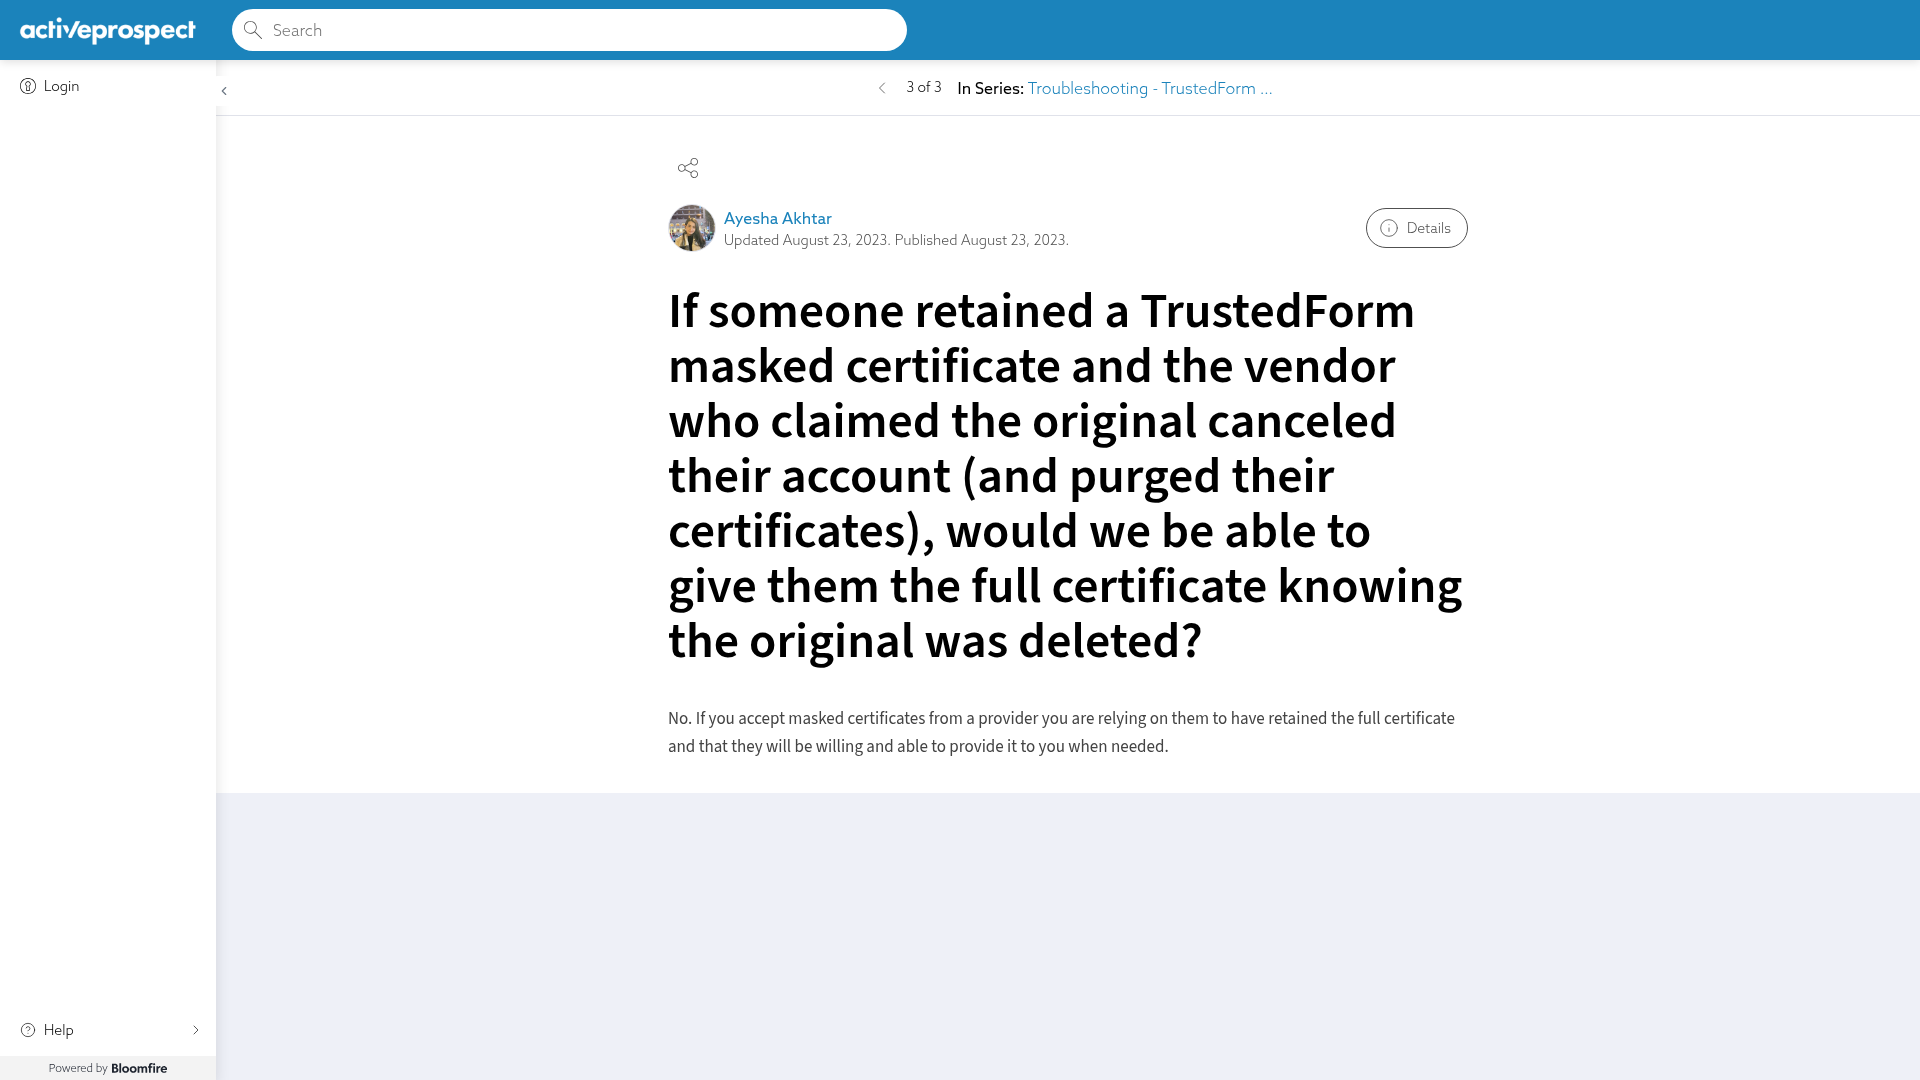 activeprospect
Search
Login
3 of 3 In Series: Troubleshooting - TrustedForm ...
Ayesha Akhtar
Updated August 23, 2023. Published August 23, 2023.
Details
If someone retained a TrustedForm
masked certificate and the vendor
who claimed the original canceled
their account (and purged their
certificates), would we be able to
give them the full certificate knowing
the original was deleted?
No. If you accept masked certificates from a provider you are relying on them to have retained the full certificate
and that they will be willing and able to provide it to you when needed.
Help
Powered by Bloomfire